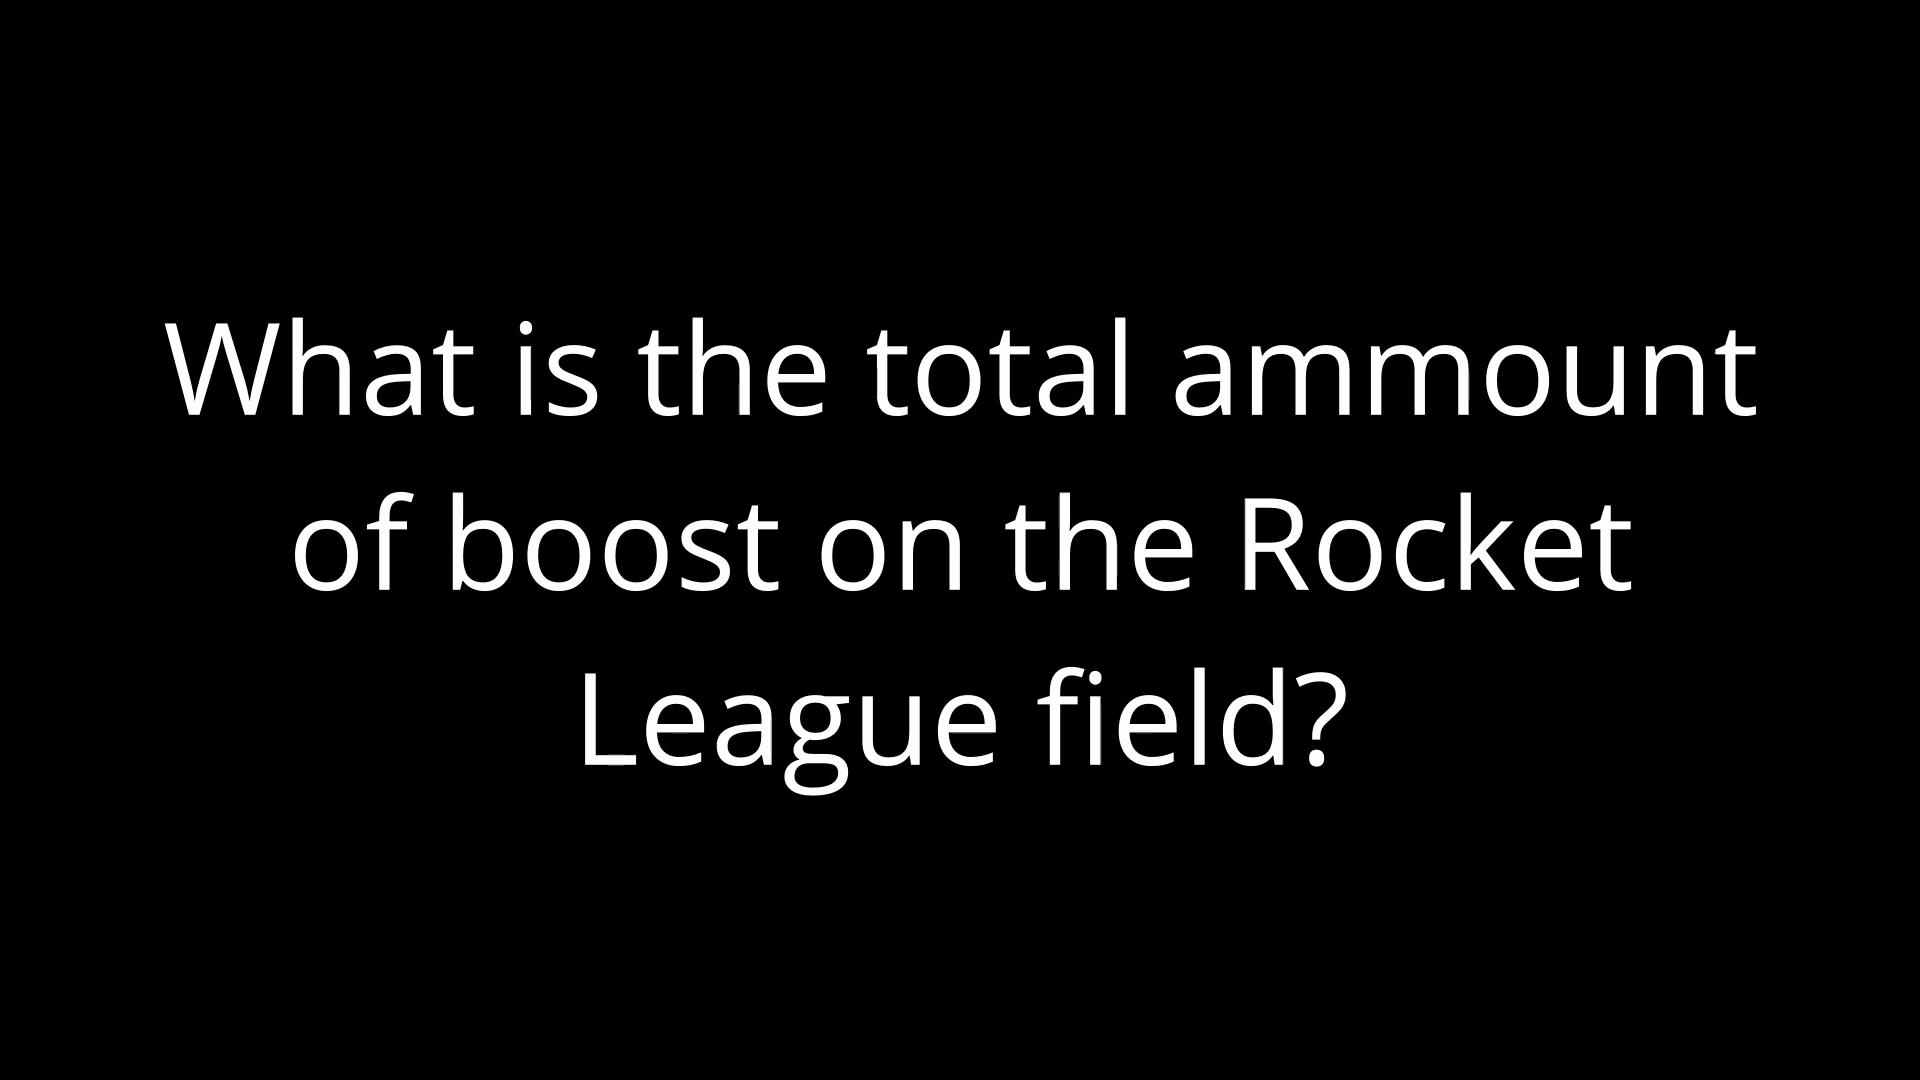 What is the total ammount
of boost on the Rocket
League field?